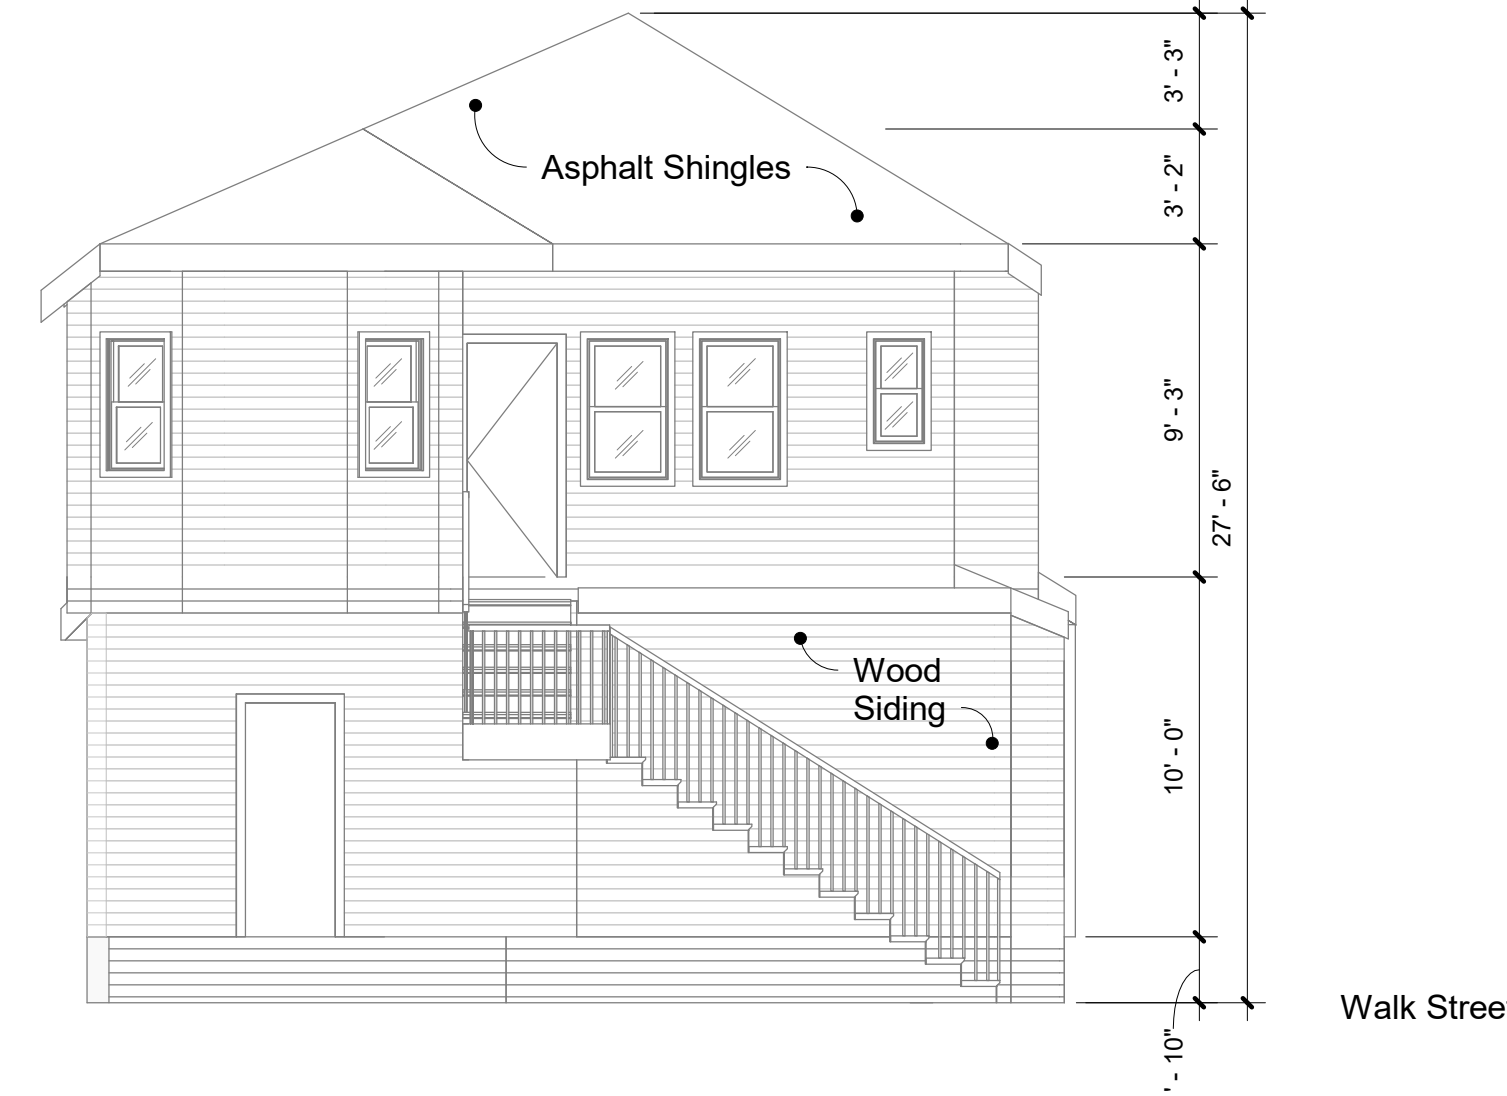 3' - 3"
Asphalt Shingles
3' - 2"
9' - 3"
27' - 6"
Wood
Siding
10' - 0"
Walk Stree
' - 10"